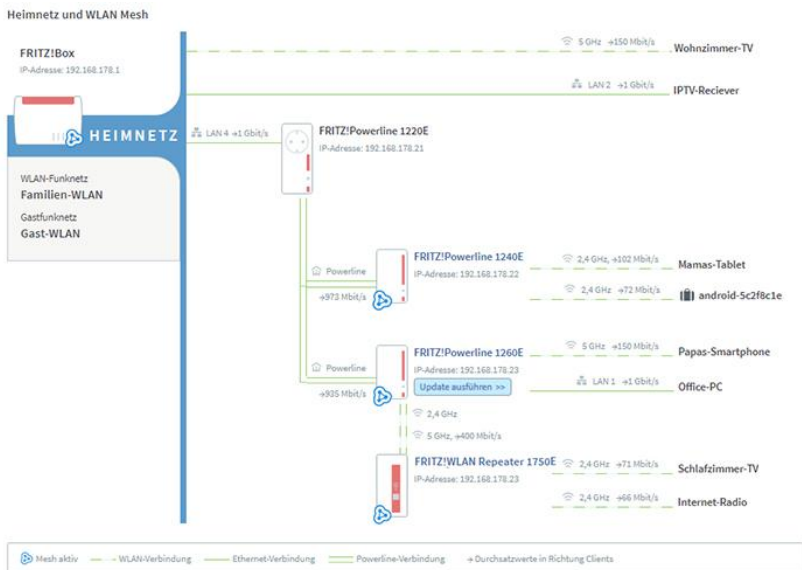 Heimnetz und WLAN Mesh
FRITZ!Box
IP-Adresse: 192.168.178.1
HEIMNETZ
WLAN-Funknetz
Familien-WLAN
Gastfunknetz
Gast-WLAN
5 GHz →150 Mbit/s
Wohnzimmer-TV
LAN 2 →1 Gbit/s
IPTV-Reciever
LAN 4 →1 Gbit/s
FRITZ!Powerline 1220E
IP-Adresse: 192.168.178.21
Powerline
→973 Mbit/s
FRITZ!Powerline 1240E
IP-Adresse: 192.168.178.22
2,4 GHz, →102 Mbit/s
Mamas-Tablet
2,4 GHz →72 Mbit/s
android-5c2f8c1e
Powerline
→935 Mbit/s
FRITZ!Powerline 1260E
IP-Adresse: 192.168.178.23
Update ausführen >>
5 GHz →150 Mbit/s
Papas-Smartphone
LAN 1 →1 Gbit/s
Office-PC
2,4 GHz
5 GHz, →400 Mbit/s
FRITZ!WLAN Repeater 1750E
IP-Adresse: 192.168.178.23
2,4 GHz →71 Mbit/s
Schlafzimmer-TV
2,4 GHz →66 Mbit/s
Internet-Radio
Mesh aktiv
WLAN-Verbindung
Ethernet-Verbindung
Powerline-Verbindung
→ Durchsatzwerte in Richtung Clients